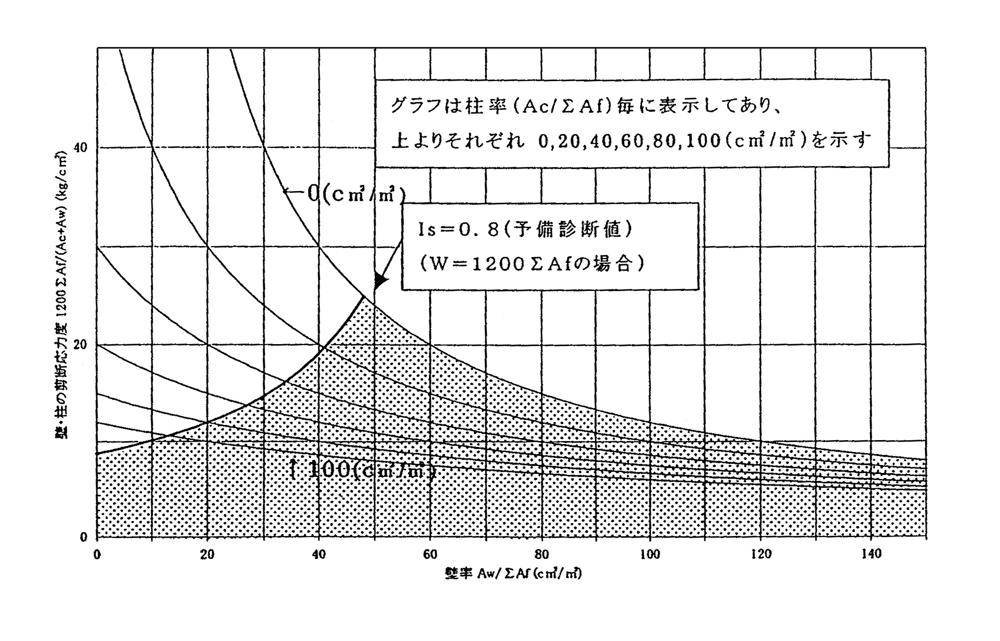 グラフは柱率(Ac/ΣAf)毎に表示してあり、
上よりそれぞれ 0,20,40,60,80,100(c㎡/㎡)を示す
40
←0(c㎡/㎡)
Is=0.8(予備診断値)
(W=1200ΣAfの場合)
壁・柱の剪断応力度 1200ΣAf/(Ac+Aw) (kg/c㎡)
20
↑100(c㎡/㎡)
0
0 20 40 60 80 100 120 140
壁率 Aw/ΣAf(c㎡/㎡)